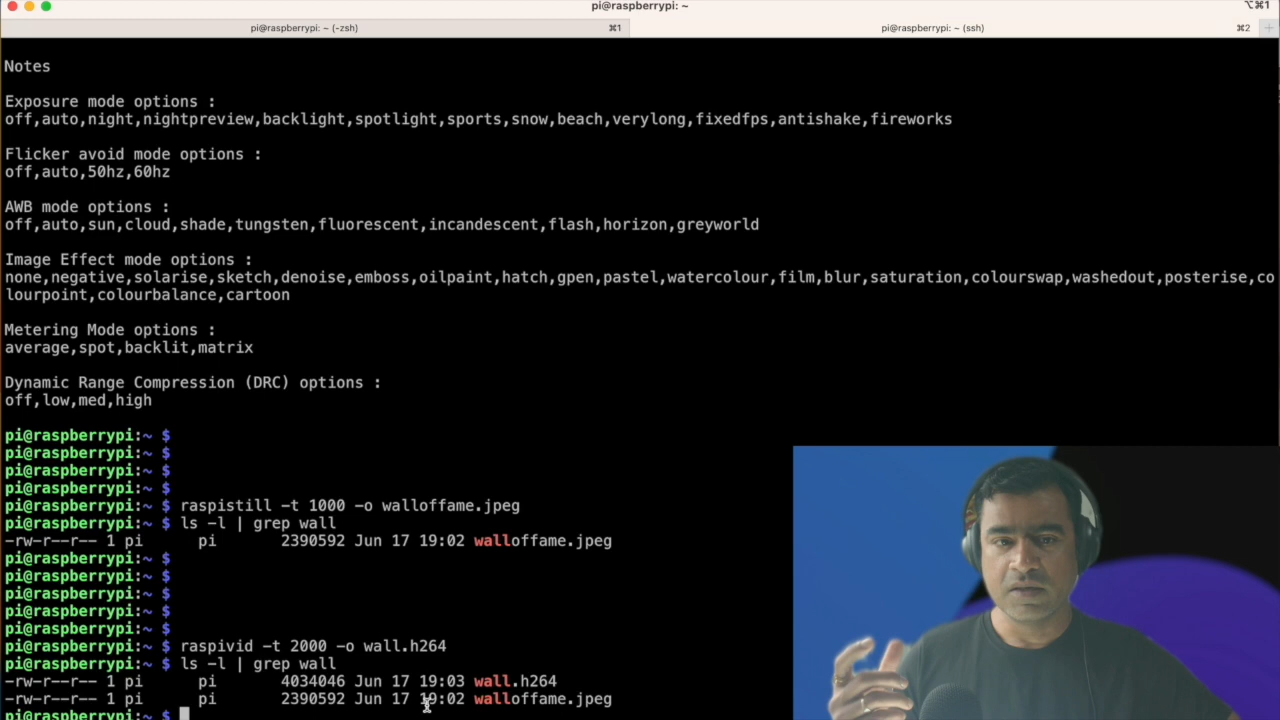 pi@raspberrypi: ~
⌥⌘1
pi@raspberrypi: ~ (-zsh)
⌘1
pi@raspberrypi: ~ (ssh)
⌘2
+
Notes
Exposure mode options :
off,auto,night,nightpreview,backlight,spotlight,sports,snow,beach,verylong,fixedfps,antishake,fireworks
Flicker avoid mode options :
off,auto,50hz,60hz
AWB mode options :
off,auto,sun,cloud,shade,tungsten,fluorescent,incandescent,flash,horizon,greyworld
Image Effect mode options :
none,negative,solarise,sketch,denoise,emboss,oilpaint,hatch,gpen,pastel,watercolour,film,blur,saturation,colourswap,washedout,posterise,co
lourpoint,colourbalance,cartoon
Metering Mode options :
average,spot,backlit,matrix
Dynamic Range Compression (DRC) options :
off,low,med,high
pi@raspberrypi:~ $
pi@raspberrypi:~ $
pi@raspberrypi:~ $
pi@raspberrypi:~ $
pi@raspberrypi:~ $ raspistill -t 1000 -o walloffame.jpeg
pi@raspberrypi:~ $ ls -l | grep wall
-rw-r--r-- 1 pi pi 2390592 Jun 17 19:02 walloffame.jpeg
pi@raspberrypi:~ $
pi@raspberrypi:~ $
pi@raspberrypi:~ $
pi@raspberrypi:~ $
pi@raspberrypi:~ $
pi@raspberrypi:~ $ raspivid -t 2000 -o wall.h264
pi@raspberrypi:~ $ ls -l | grep wall
-rw-r--r-- 1 pi pi 4034046 Jun 17 19:03 wall.h264
-rw-r--r-- 1 pi pi 2390592 Jun 17 19:02 walloffame.jpeg
pi@raspberrypi:~ $